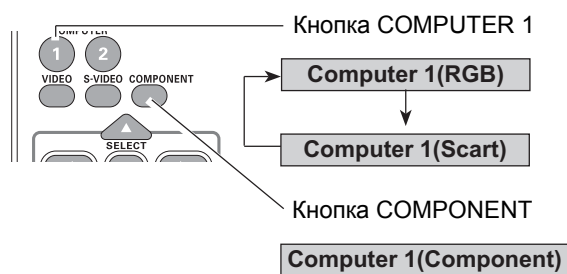 Кнопка COMPUTER 1
COMPUTER
1 2
VIDEO S-VIDEO COMPONENT
SELECT
Computer 1(RGB)
Computer 1(Scart)
Кнопка COMPONENT
Computer 1(Component)